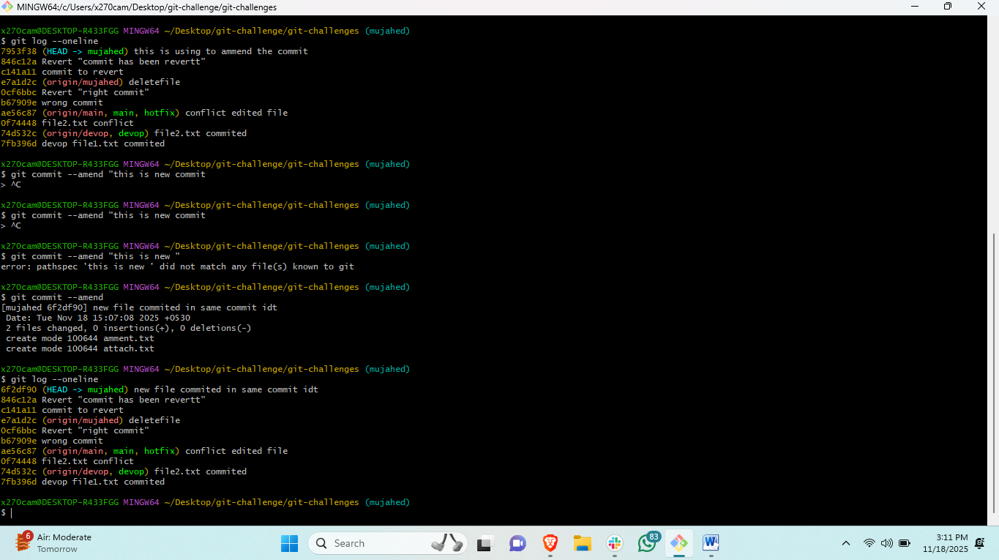 MINGW64:/c/Users/x270cam/Desktop/git-challenge/git-challenges
x270cam@DESKTOP-R433FGG MINGW64 ~/Desktop/git-challenge/git-challenges (mujahed)
$ git log --oneline
7953f38 (HEAD -> mujahed) this is using to ammend the commit
846c12a Revert "commit has been revertt"
c141a11 commit to revert
e7a1d2c (origin/mujahed) deletefile
0cf6bbc Revert "right commit"
b67909e wrong commit
ae56c87 (origin/main, main, hotfix) conflict edited file
0f74448 file2.txt conflict
74d532c (origin/devop, devop) file2.txt commited
7fb396d devop file1.txt commited
x270cam@DESKTOP-R433FGG MINGW64 ~/Desktop/git-challenge/git-challenges (mujahed)
$ git commit --amend "this is new commit
> ^C
x270cam@DESKTOP-R433FGG MINGW64 ~/Desktop/git-challenge/git-challenges (mujahed)
$ git commit --amend "this is new commit
> ^C
x270cam@DESKTOP-R433FGG MINGW64 ~/Desktop/git-challenge/git-challenges (mujahed)
$ git commit --amend "this is new "
error: pathspec 'this is new ' did not match any file(s) known to git
x270cam@DESKTOP-R433FGG MINGW64 ~/Desktop/git-challenge/git-challenges (mujahed)
$ git commit --amend
[mujahed 6f2df90] new file commited in same commit idt
Date: Tue Nov 18 15:07:08 2025 +0530
2 files changed, 0 insertions(+), 0 deletions(-)
create mode 100644 amment.txt
create mode 100644 attach.txt
x270cam@DESKTOP-R433FGG MINGW64 ~/Desktop/git-challenge/git-challenges (mujahed)
$ git log --oneline
6f2df90 (HEAD -> mujahed) new file commited in same commit idt
846c12a Revert "commit has been revertt"
c141a11 commit to revert
e7a1d2c (origin/mujahed) deletefile
0cf6bbc Revert "right commit"
b67909e wrong commit
ae56c87 (origin/main, main, hotfix) conflict edited file
0f74448 file2.txt conflict
74d532c (origin/devop, devop) file2.txt commited
7fb396d devop file1.txt commited
x270cam@DESKTOP-R433FGG MINGW64 ~/Desktop/git-challenge/git-challenges (mujahed)
$
6
Air: Moderate
Tomorrow
Search
83
W
3:11 PM
11/18/2025